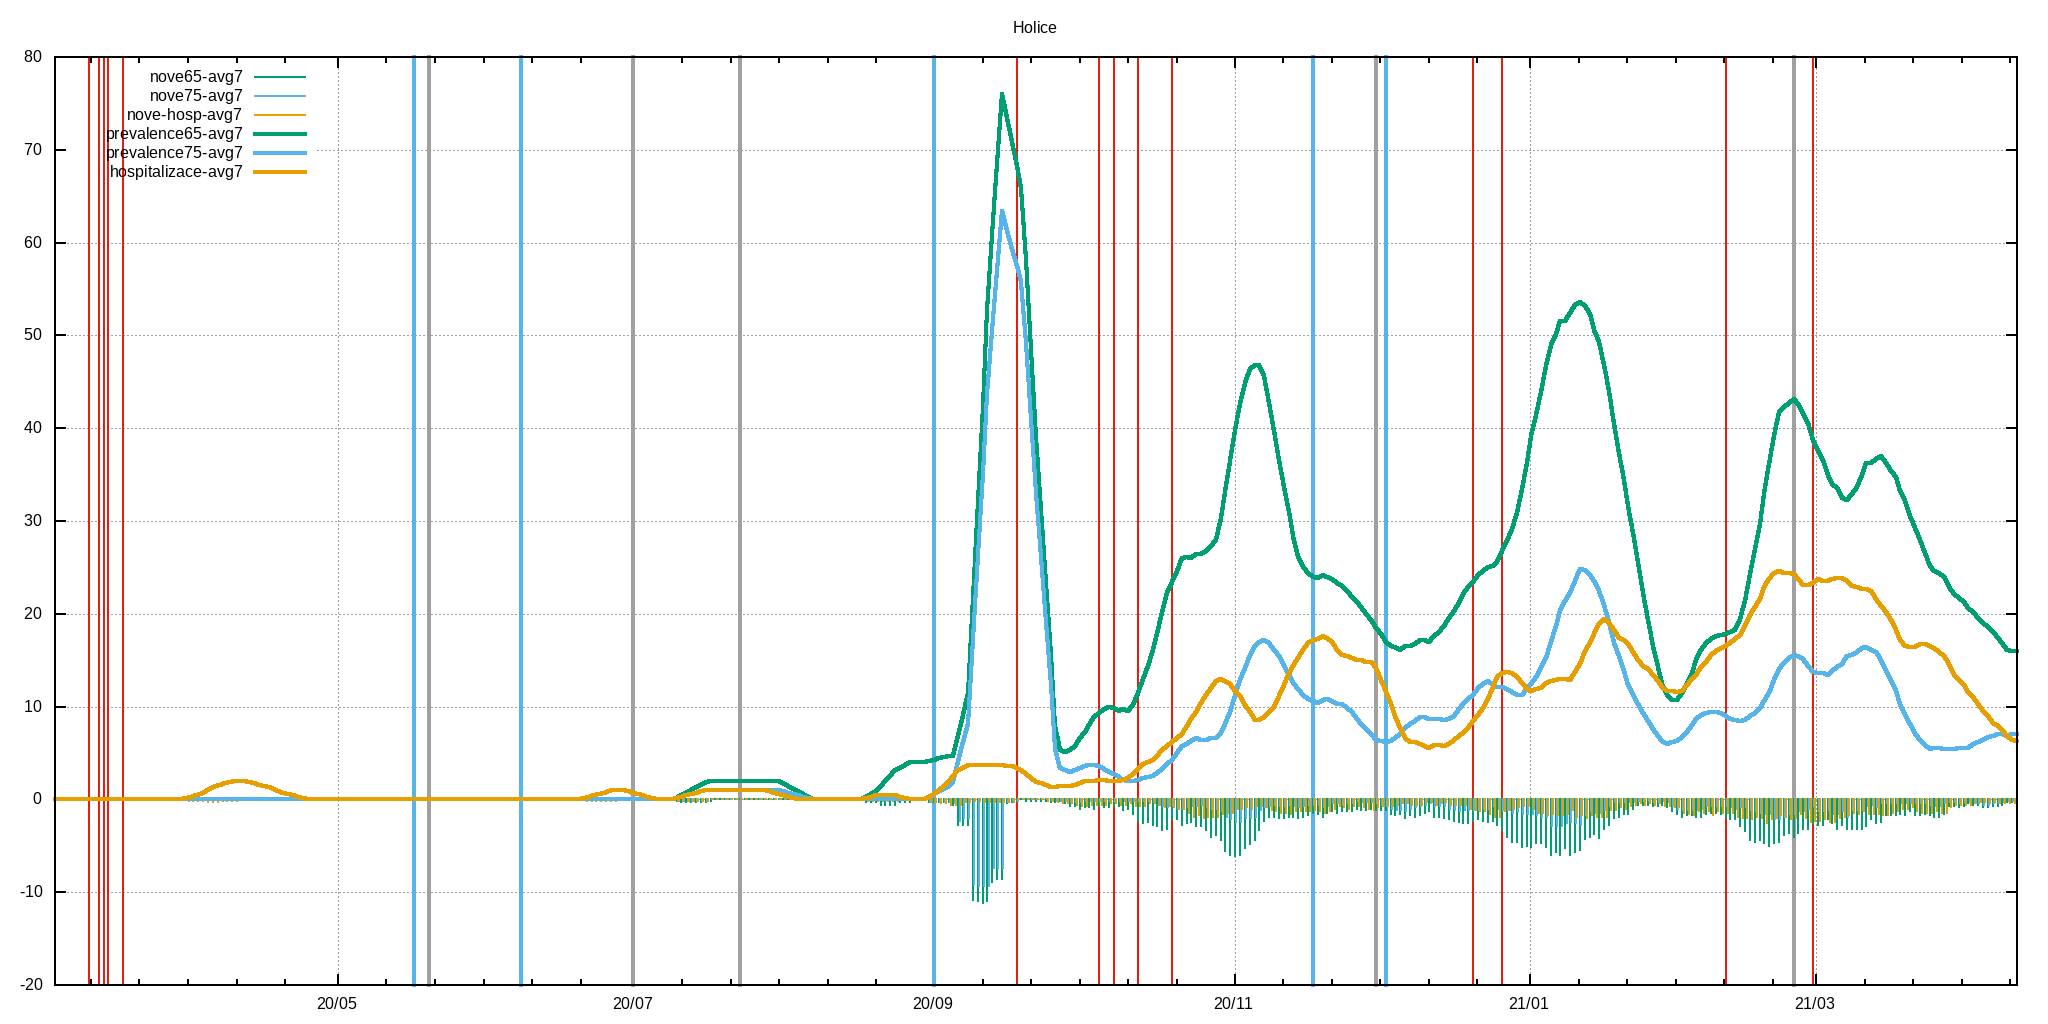 Holice
80
70
60
50
40
30
20
10
0
-10
-20
nove65-avg7
nove75-avg7
nove-hosp-avg7
prevalence65-avg7
prevalence75-avg7
hospitalizace-avg7
20/05 20/07 20/09 20/11 21/01 21/03